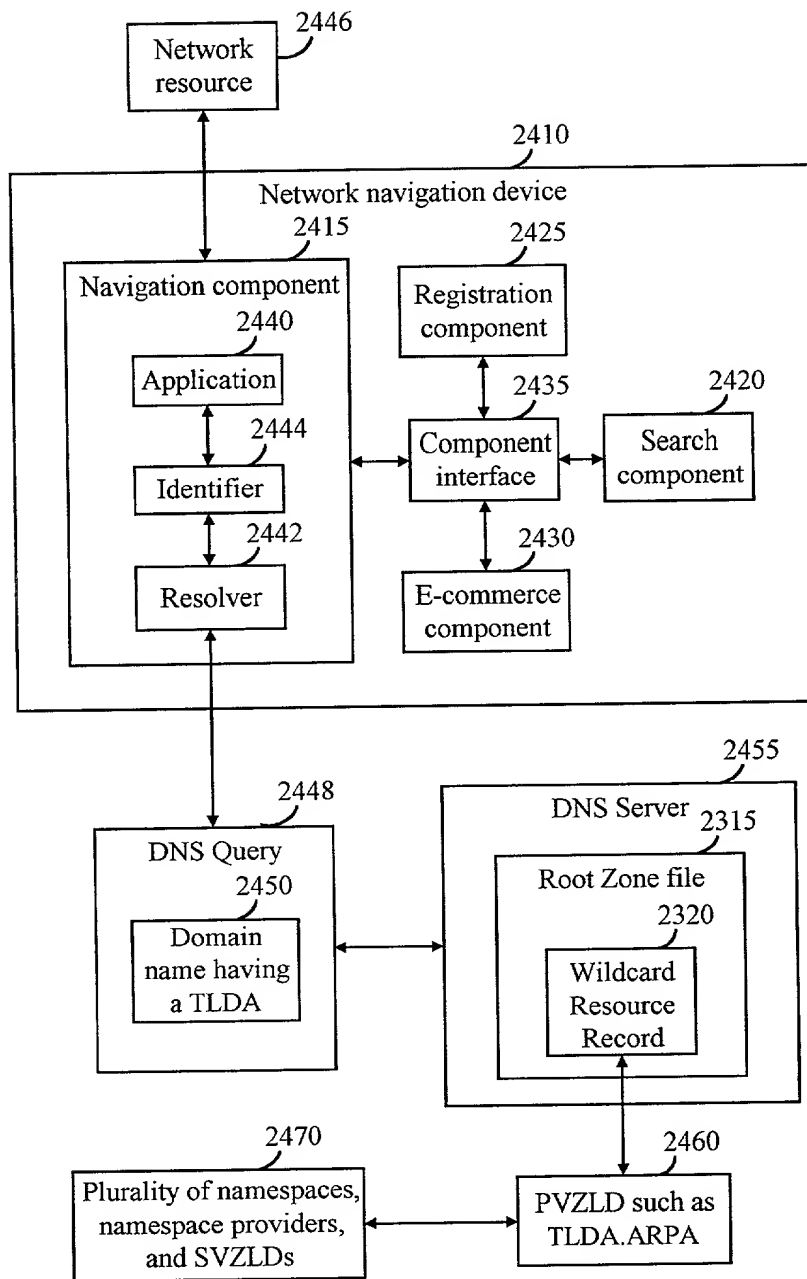 2446
Network
resource
2410
Network navigation device
2415
Navigation component
2440
Application
2444
Identifier
2442
Resolver
2425
Registration
component
2435
Component
interface
2420
Search
component
2430
E-commerce
component
2448
DNS Query
2450
Domain
name having
a TLDA
2455
DNS Server
2315
Root Zone file
2320
Wildcard
Resource
Record
2470
Plurality of namespaces,
namespace providers,
and SVZLDs
2460
PVZLD such as
TLDA.ARPA